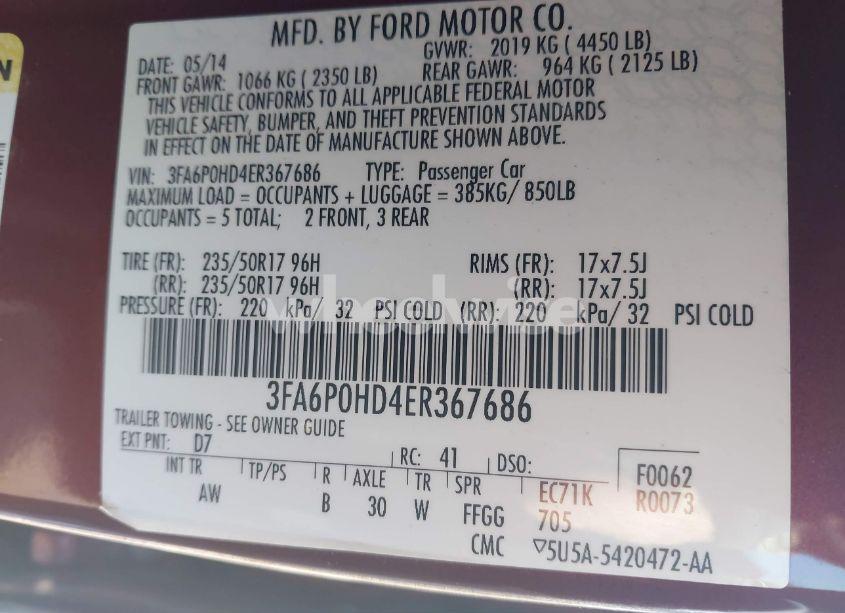 N
MFD. BY FORD MOTOR CO.
DATE: 05/14 GVWR: 2019 KG ( 4450 LB)
FRONT GAWR: 1066 KG ( 2350 LB) REAR GAWR: 964 KG ( 2125 LB)
THIS VEHICLE CONFORMS TO ALL APPLICABLE FEDERAL MOTOR
VEHICLE SAFETY, BUMPER, AND THEFT PREVENTION STANDARDS
IN EFFECT ON THE DATE OF MANUFACTURE SHOWN ABOVE.
VIN: 3FA6P0HD4ER367686 TYPE: Passenger Car
MAXIMUM LOAD = OCCUPANTS + LUGGAGE = 385KG/ 850LB
OCCUPANTS = 5 TOTAL; 2 FRONT, 3 REAR
TIRE (FR): 235/50R17 96H RIMS (FR): 17x7.5J
(RR): 235/50R17 96H (RR): 17x7.5J
PRESSURE (FR): 220 kPa/ 32 PSI COLD (RR): 220 kPa/ 32 PSI COLD
wheelwise
3FA6P0HD4ER367686
TRAILER TOWING - SEE OWNER GUIDE
EXT PNT: D7 RC: 41 DSO: F0062
INT TR TP/PS R AXLE TR SPR EC71K R0073
AW B 30 W FFGG 705
CMC ▽5U5A-5420472-AA